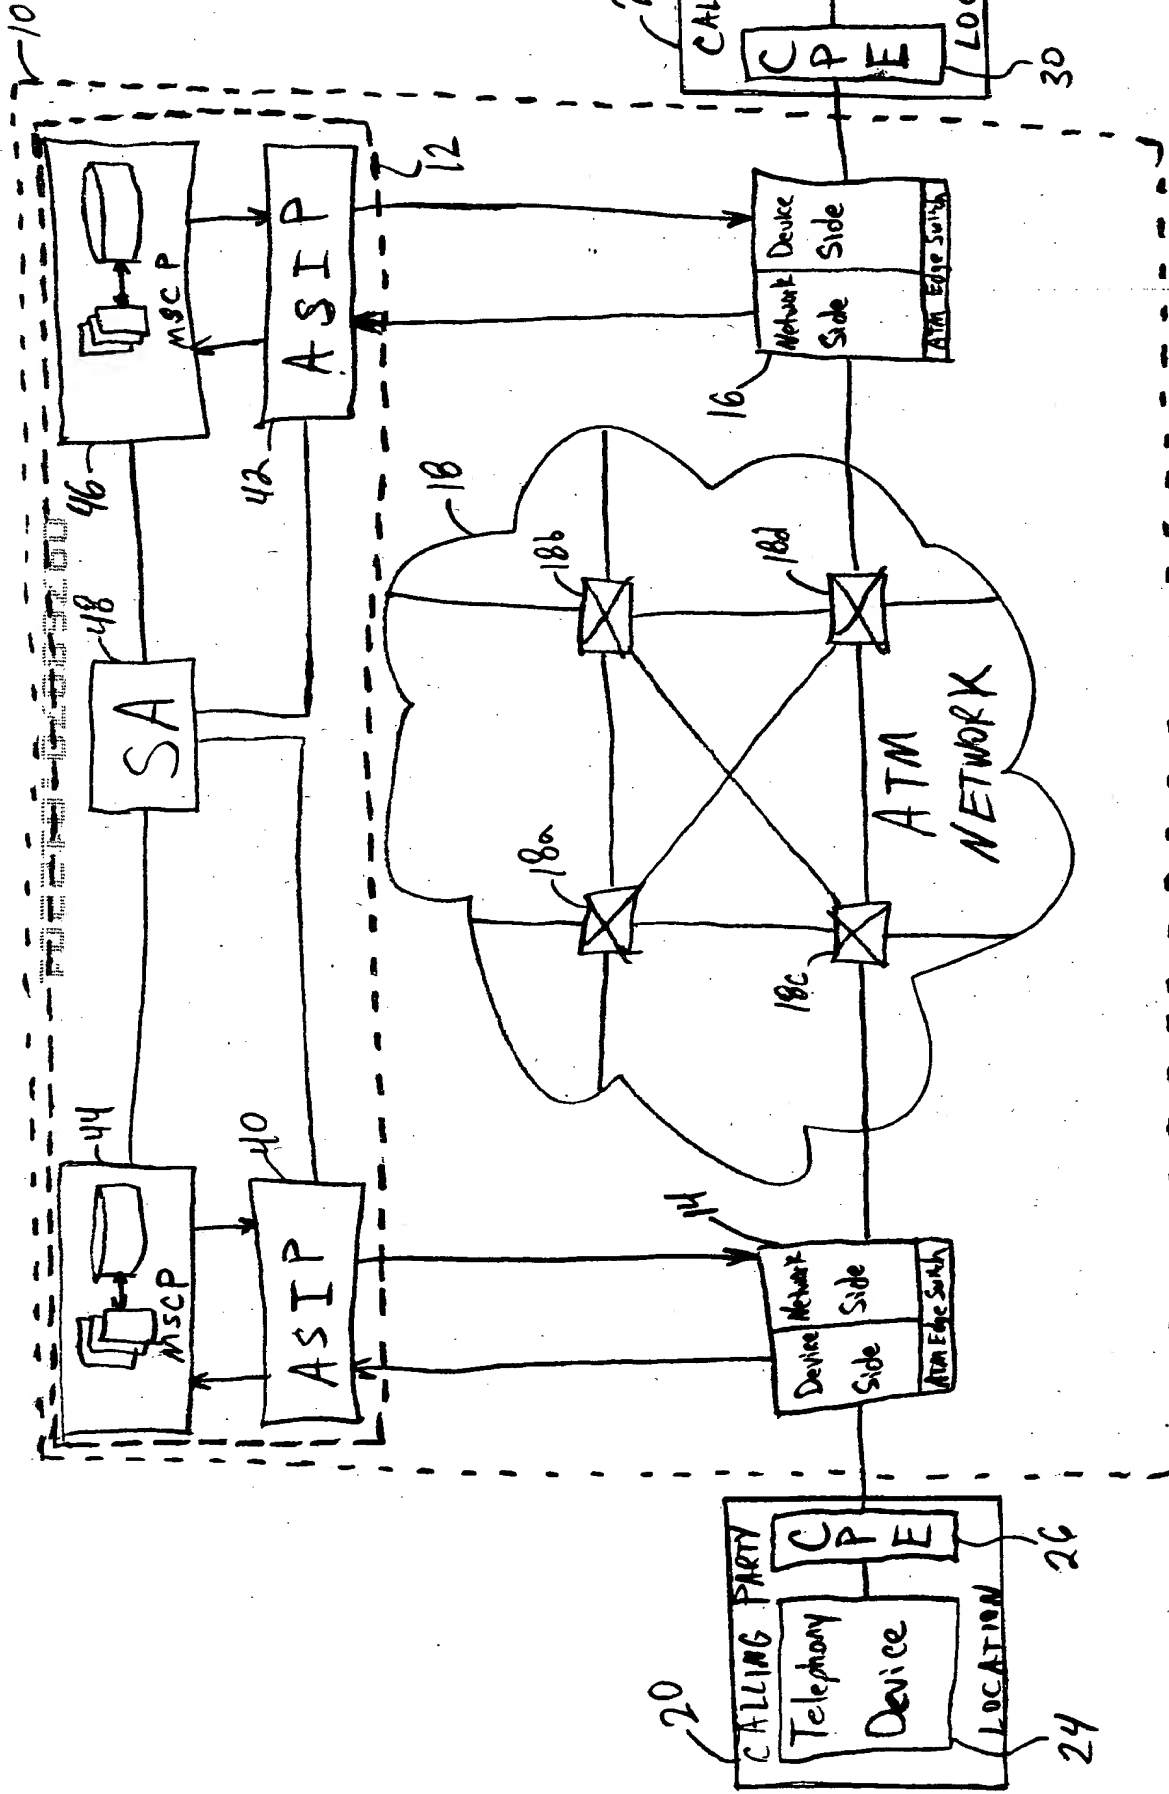 10
12
46
MSCP
42
ASIP
48
SA
44
MSCP
40
ASIP
18
18a
18b
18c
18d
ATM
NETWORK
14
Device Side
Network Side
ATM Edge Switch
16
Network Side
Device Side
ATM Edge Switch
20
CALLING PARTY
Telephony
Device
CPE
LOCATION
24
26
CPE
30